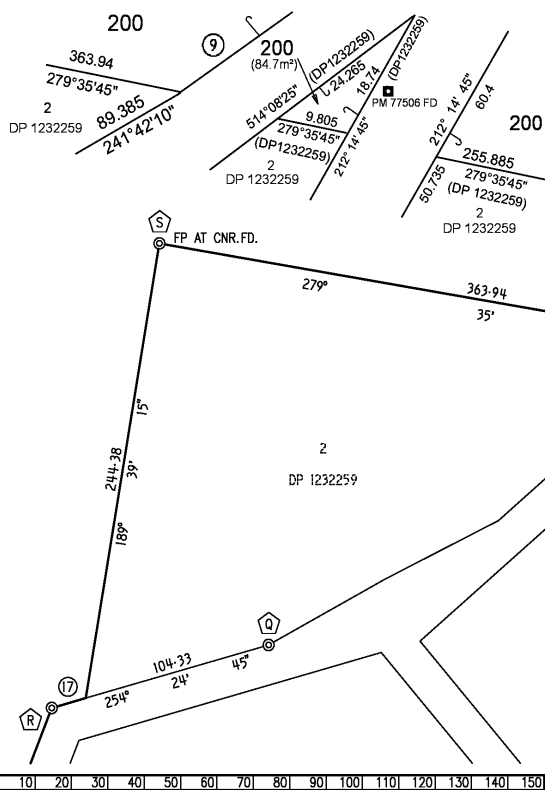 200
363.94
279°35'45"
2
DP 1232259
89.385
241°42'10"
9
200
(84.7m²)
(DP1232259)
24.265
514°08'25"
18.74
(DP1232259)
9.805
279°35'45"
(DP1232259)
212° 14' 45"
2
DP 1232259
PM 77506 FD
212° 14' 45"
60.4
200
255.885
279°35'45"
(DP 1232259)
50.735
2
DP 1232259
S
FP AT CNR.FD.
279°
363·94
35'
15"
244·38
39'
189°
2
DP 1232259
Q
104·33
45"
17
254°
24'
R
10 20 30 40 50 60 70 80 90 100 110 120 130 140 150